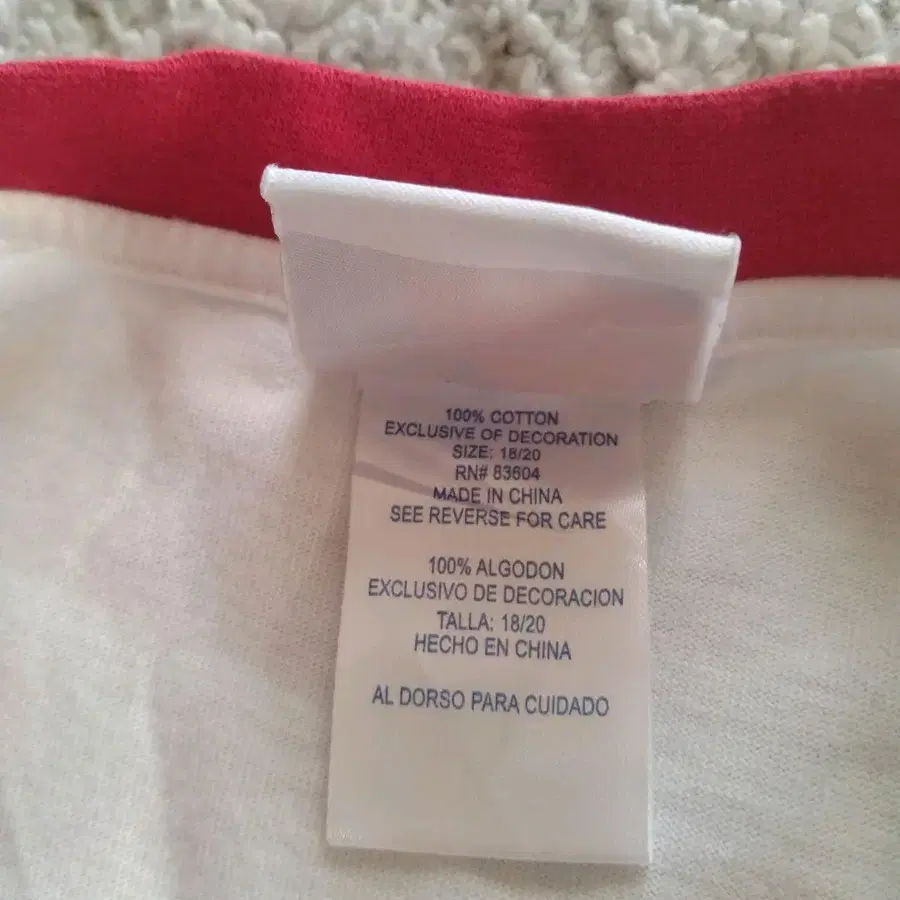 100% COTTON
EXCLUSIVE OF DECORATION
SIZE: 18/20
RN# 83604
MADE IN CHINA
SEE REVERSE FOR CARE
100% ALGODON
EXCLUSIVO DE DECORACION
TALLA: 18/20
HECHO EN CHINA
AL DORSO PARA CUIDADO